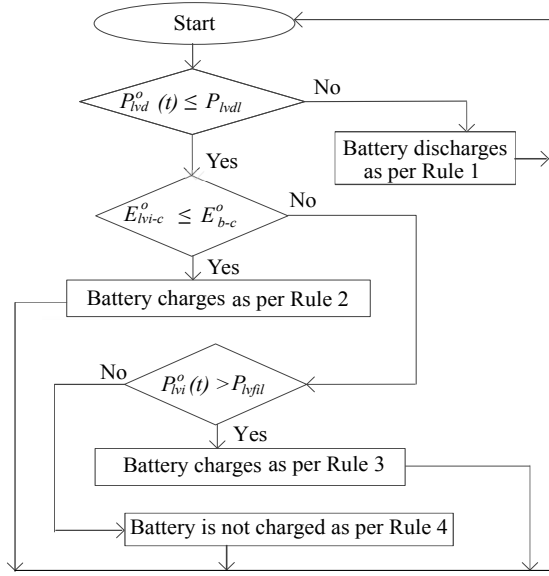 Start
P^o_lvd (t) ≤ P_lvdl
No
Battery discharges
as per Rule 1
Yes
E^o_lvi-c ≤ E^o_b-c
No
Yes
Battery charges as per Rule 2
No
P^o_lvi (t) > P_lvfil
Yes
Battery charges as per Rule 3
Battery is not charged as per Rule 4